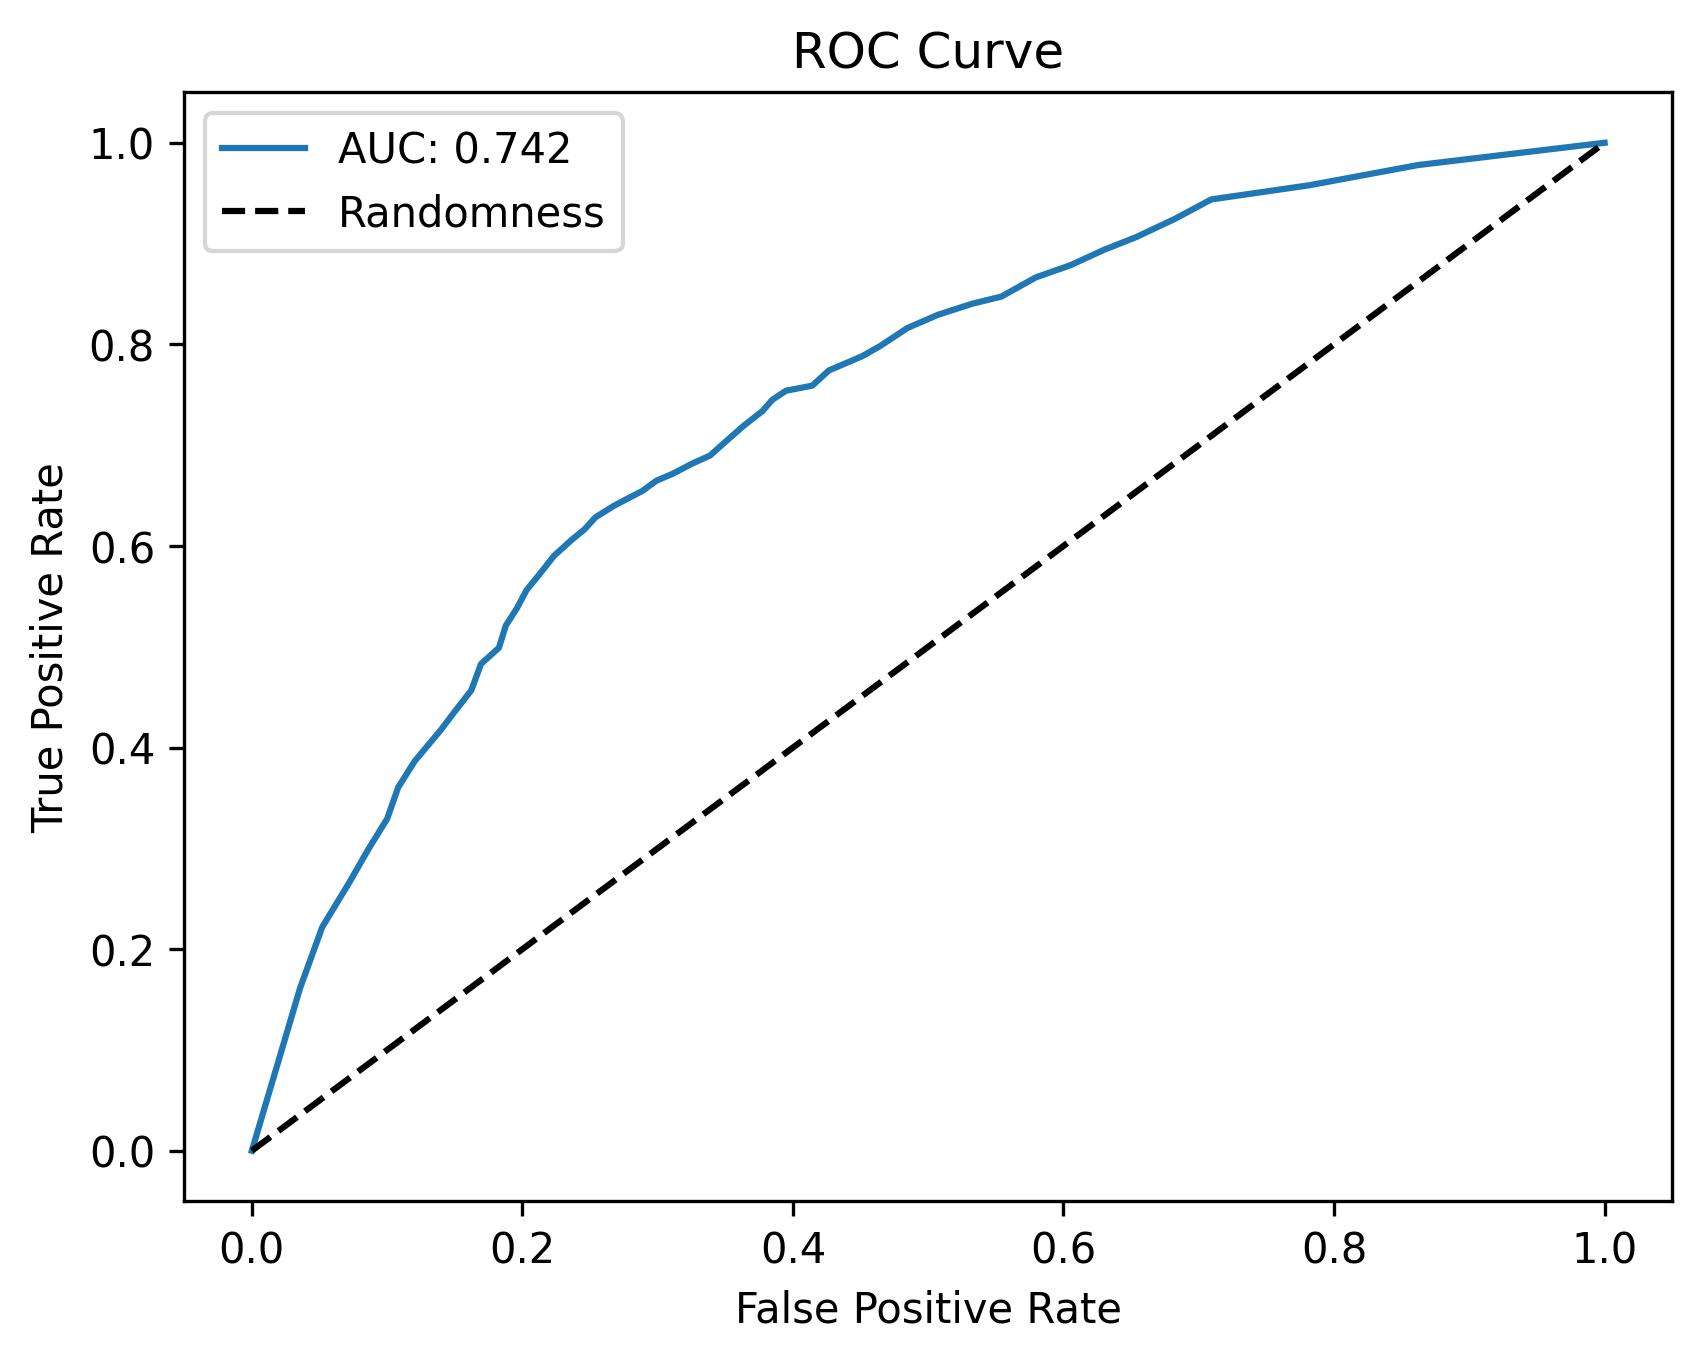 ROC Curve
AUC: 0.742
Randomness
1.0
0.8
0.6
0.4
0.2
0.0
True Positive Rate
0.0 0.2 0.4 0.6 0.8 1.0
False Positive Rate